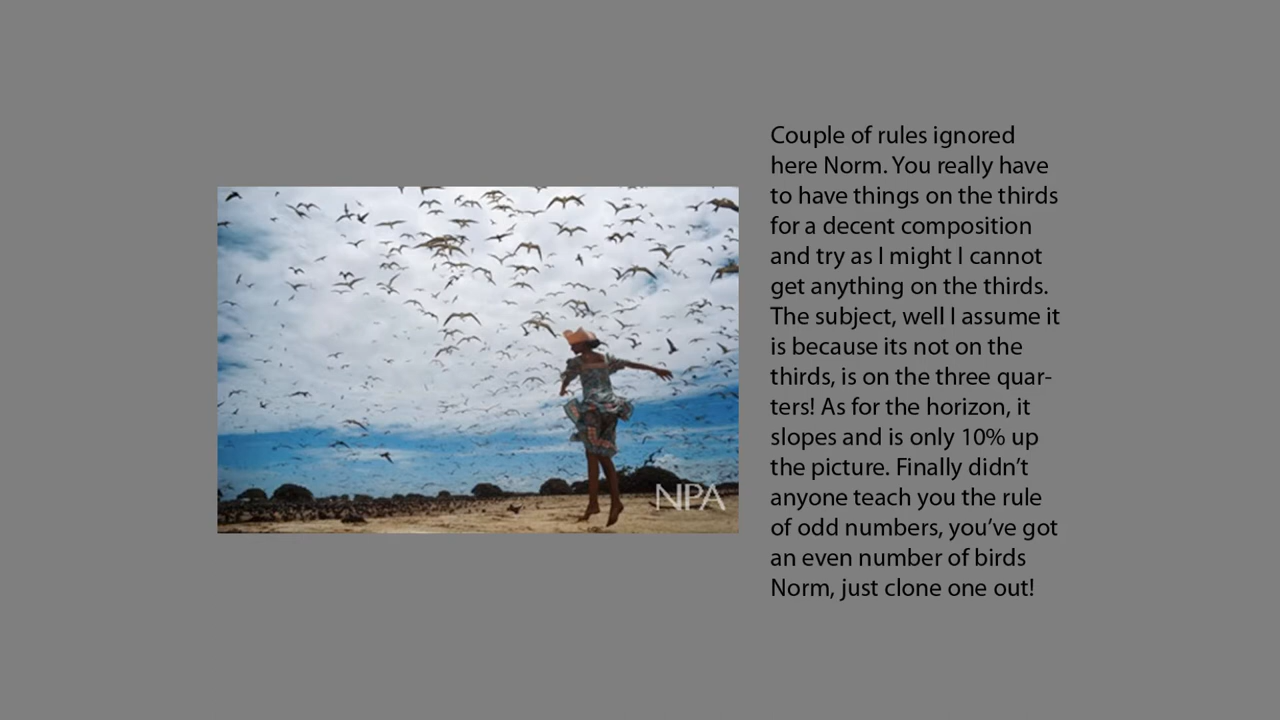 Couple of rules ignored
here Norm. You really have
to have things on the thirds
for a decent composition
and try as I might I cannot
get anything on the thirds.
The subject, well I assume it
is because its not on the
thirds, is on the three quar-
ters! As for the horizon, it
slopes and is only 10% up
the picture. Finally didn't
anyone teach you the rule
of odd numbers, you've got
an even number of birds
Norm, just clone one out!
NPA